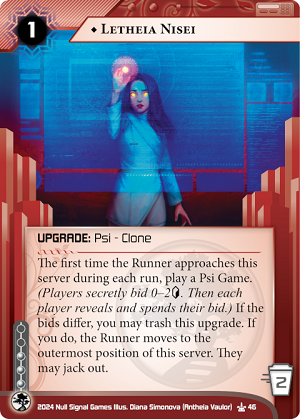 1
◆ Letheia Nisei
UPGRADE: Psi - Clone
The first time the Runner approaches this
server during each run, play a Psi Game.
(Players secretly bid 0–2. Then each
player reveals and spends their bid.) If the
bids differ, you may trash this upgrade. If
you do, the Runner moves to the
outermost position of this server. They
may jack out.
2
2024 Null Signal Games Illus. Diana Simonova (Antheia Vaulor) 46